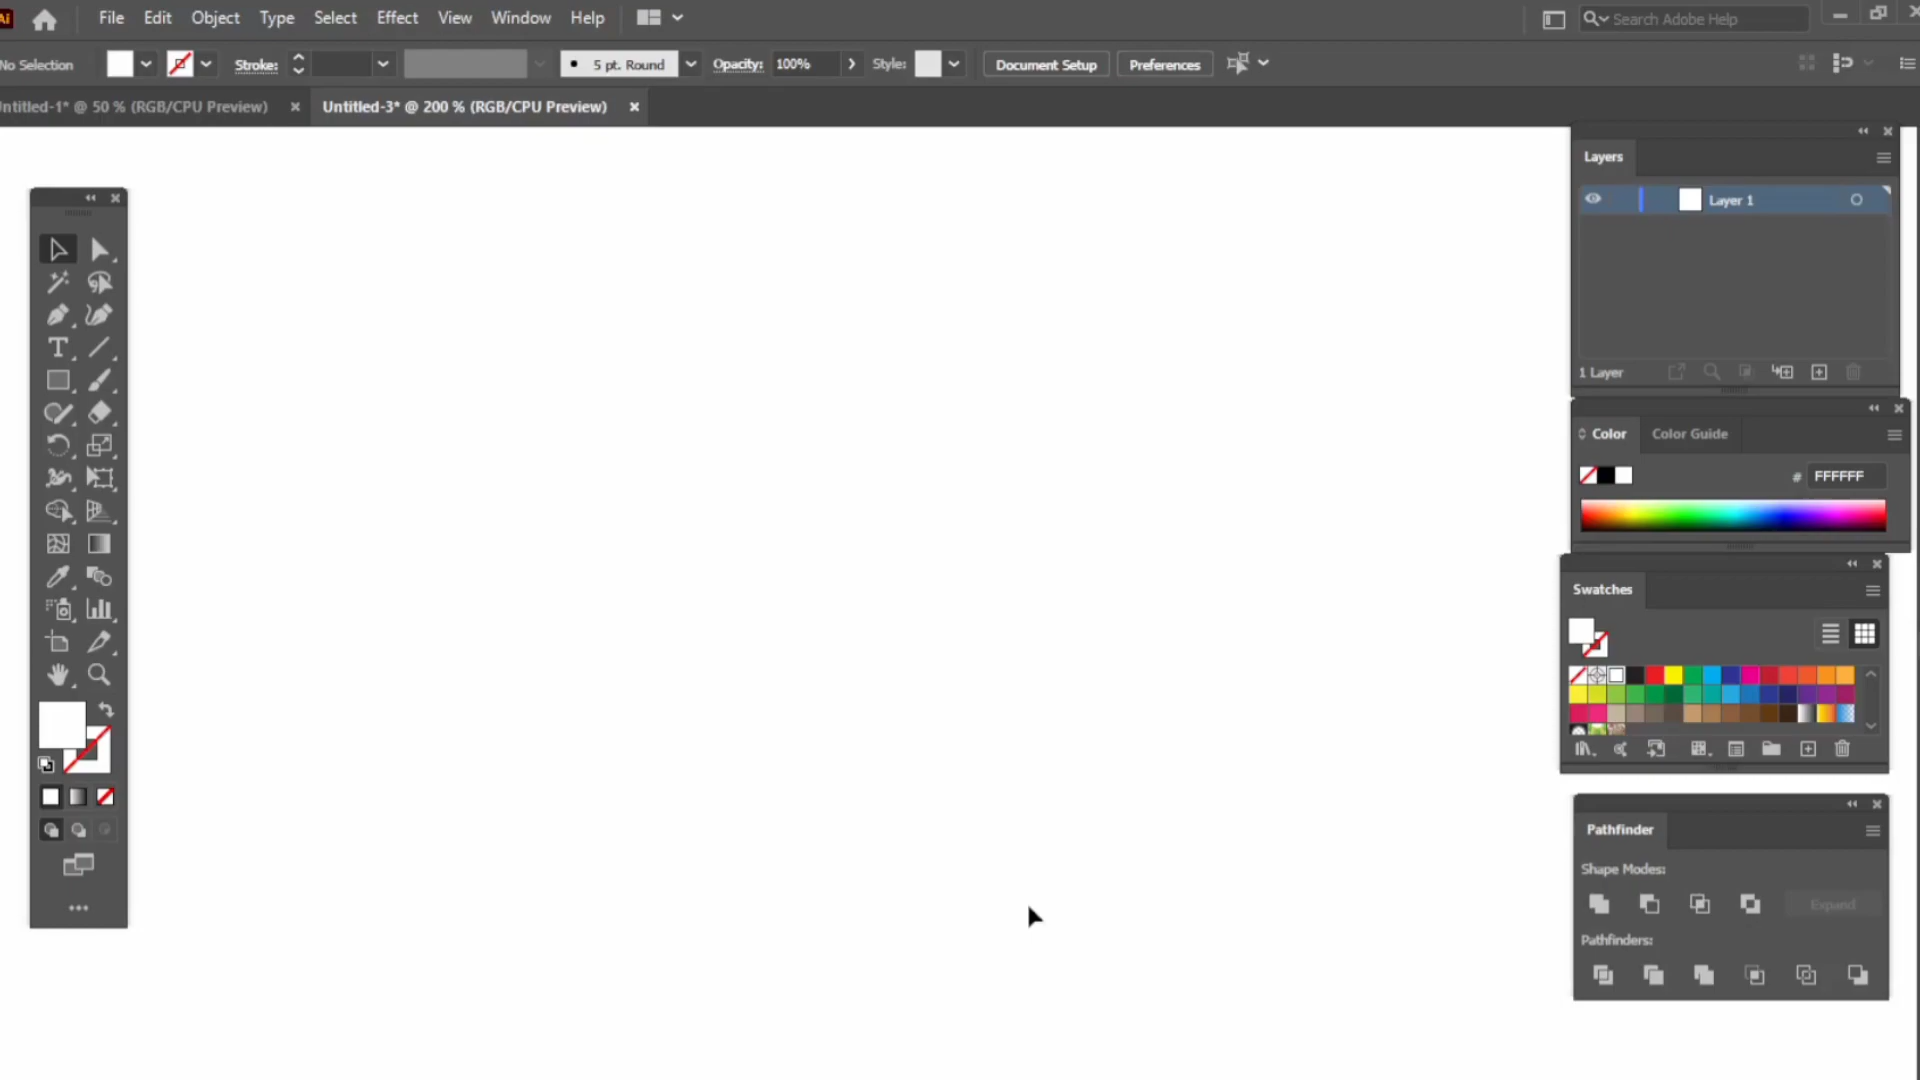 Ai
File Edit Object Type Select Effect View Window Help
Search Adobe Help
No Selection Stroke: 5 pt. Round Opacity: 100% Style: Document Setup Preferences
ntitled-1* @ 50 % (RGB/CPU Preview) Untitled-3* @ 200 % (RGB/CPU Preview)
Layers
Layer 1
1 Layer
Color Color Guide
# FFFFFF
Swatches
Pathfinder
Shape Modes:
Expand
Pathfinders: